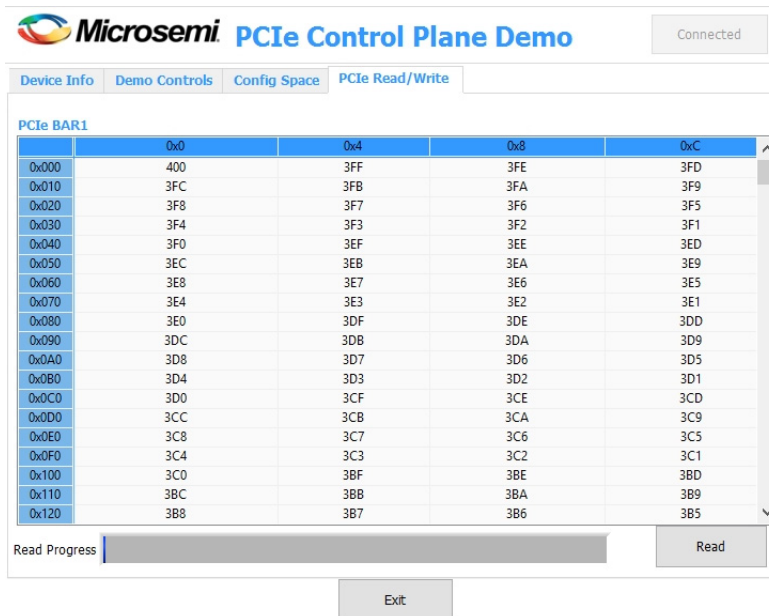 Microsemi. PCIe Control Plane Demo Connected
Device Info Demo Controls Config Space PCIe Read/Write
PCIe BAR1
0x0 0x4 0x8 0xC
0x000 400 3FF 3FE 3FD
0x010 3FC 3FB 3FA 3F9
0x020 3F8 3F7 3F6 3F5
0x030 3F4 3F3 3F2 3F1
0x040 3F0 3EF 3EE 3ED
0x050 3EC 3EB 3EA 3E9
0x060 3E8 3E7 3E6 3E5
0x070 3E4 3E3 3E2 3E1
0x080 3E0 3DF 3DE 3DD
0x090 3DC 3DB 3DA 3D9
0x0A0 3D8 3D7 3D6 3D5
0x0B0 3D4 3D3 3D2 3D1
0x0C0 3D0 3CF 3CE 3CD
0x0D0 3CC 3CB 3CA 3C9
0x0E0 3C8 3C7 3C6 3C5
0x0F0 3C4 3C3 3C2 3C1
0x100 3C0 3BF 3BE 3BD
0x110 3BC 3BB 3BA 3B9
0x120 3B8 3B7 3B6 3B5
Read Progress Read
Exit